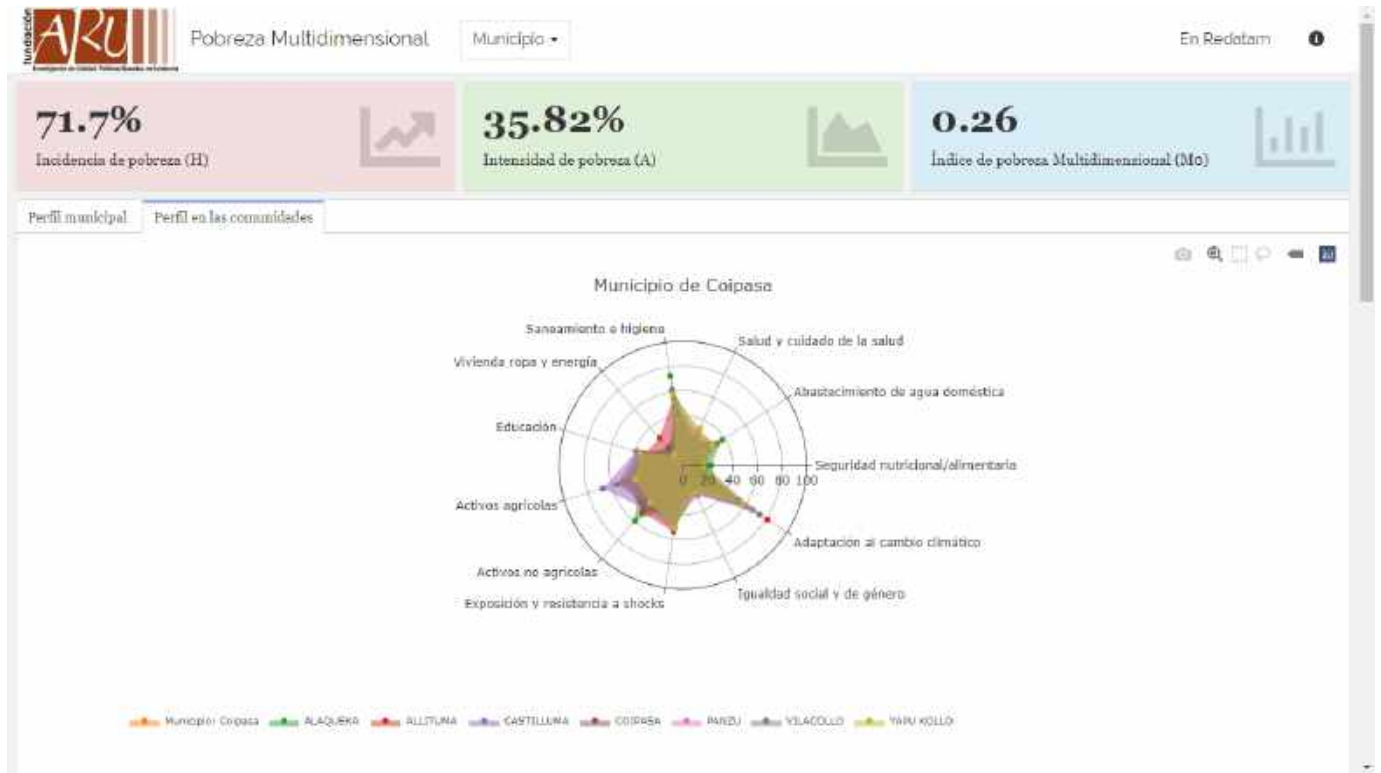 fundación
ARU
Pobreza Multidimensional
Municipio
En Redatam
71.7%
Incidencia de pobreza (H)
35.82%
Intensidad de pobreza (A)
0.26
Índice de pobreza Multidimensional (M0)
Perfil municipal
Perfil en las comunidades
Municipio de Coipasa
Saneamiento e higiene
Salud y cuidado de la salud
Vivienda ropa y energía
Abastecimiento de agua doméstica
Educación
Seguridad nutricional/alimentaria
0 20 40 60 80 100
Activos agrícolas
Adaptación al cambio climático
Activos no agrícolas
Igualdad social y de género
Exposición y resistencia a shocks
Municipio: Coipasa
ALAQUEKA
ALLITUMA
CASTILLUMA
COIPASA
PANZU
VILACOLLO
YAPU KOLLO